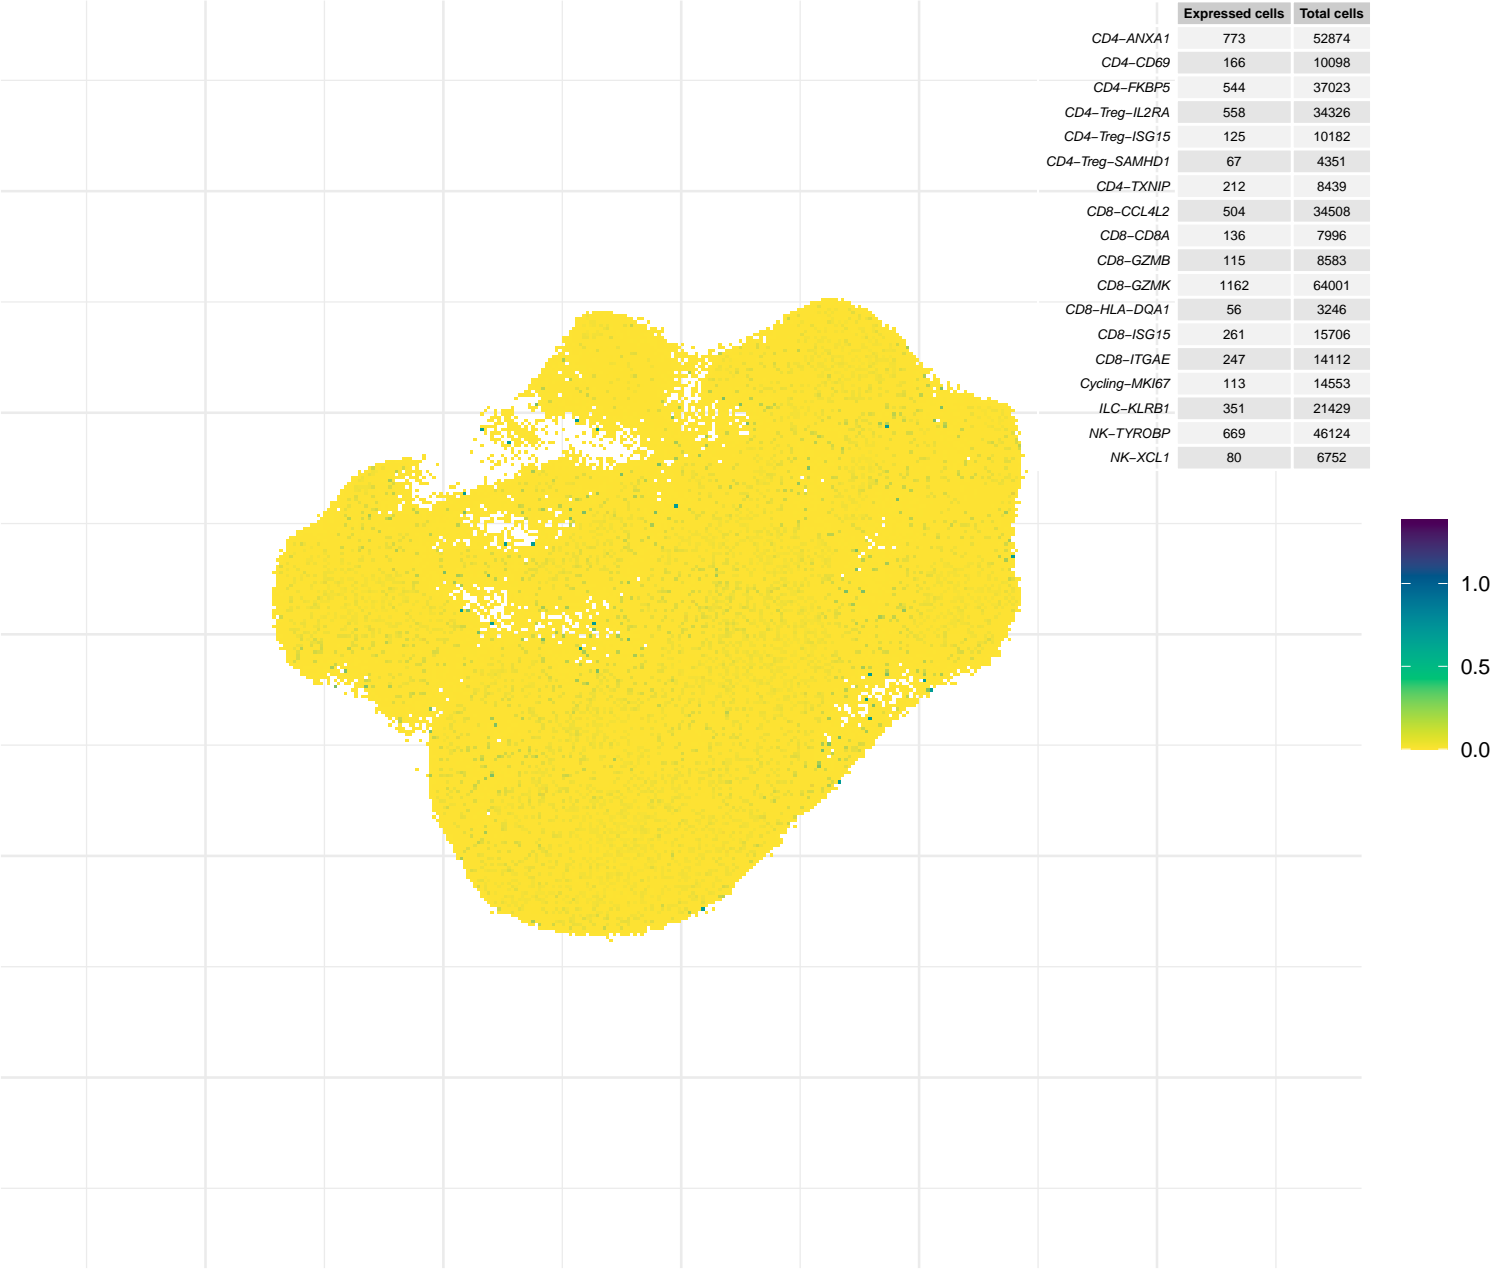 Expressed cells Total cells
CD4−ANXA1 773 52874
CD4−CD69 166 10098
CD4−FKBP5 544 37023
CD4−Treg−IL2RA 558 34326
CD4−Treg−ISG15 125 10182
CD4−Treg−SAMHD1 67 4351
CD4−TXNIP 212 8439
CD8−CCL4L2 504 34508
CD8−CD8A 136 7996
CD8−GZMB 115 8583
CD8−GZMK 1162 64001
CD8−HLA−DQA1 56 3246
CD8−ISG15 261 15706
CD8−ITGAE 247 14112
Cycling−MKI67 113 14553
ILC−KLRB1 351 21429
NK−TYROBP 669 46124
NK−XCL1 80 6752
1.0
0.5
0.0